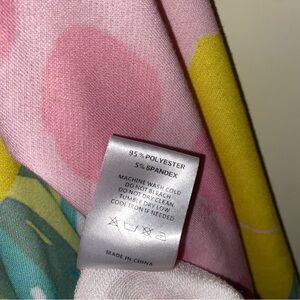 95 % POLYESTER
5 % SPANDEX
MACHINE WASH COLD
DO NOT BLEACH
DO NOT DRY CLEAN
TUMBLE DRY LOW
COOL IRON IF NEEDED
MADE IN CHINA